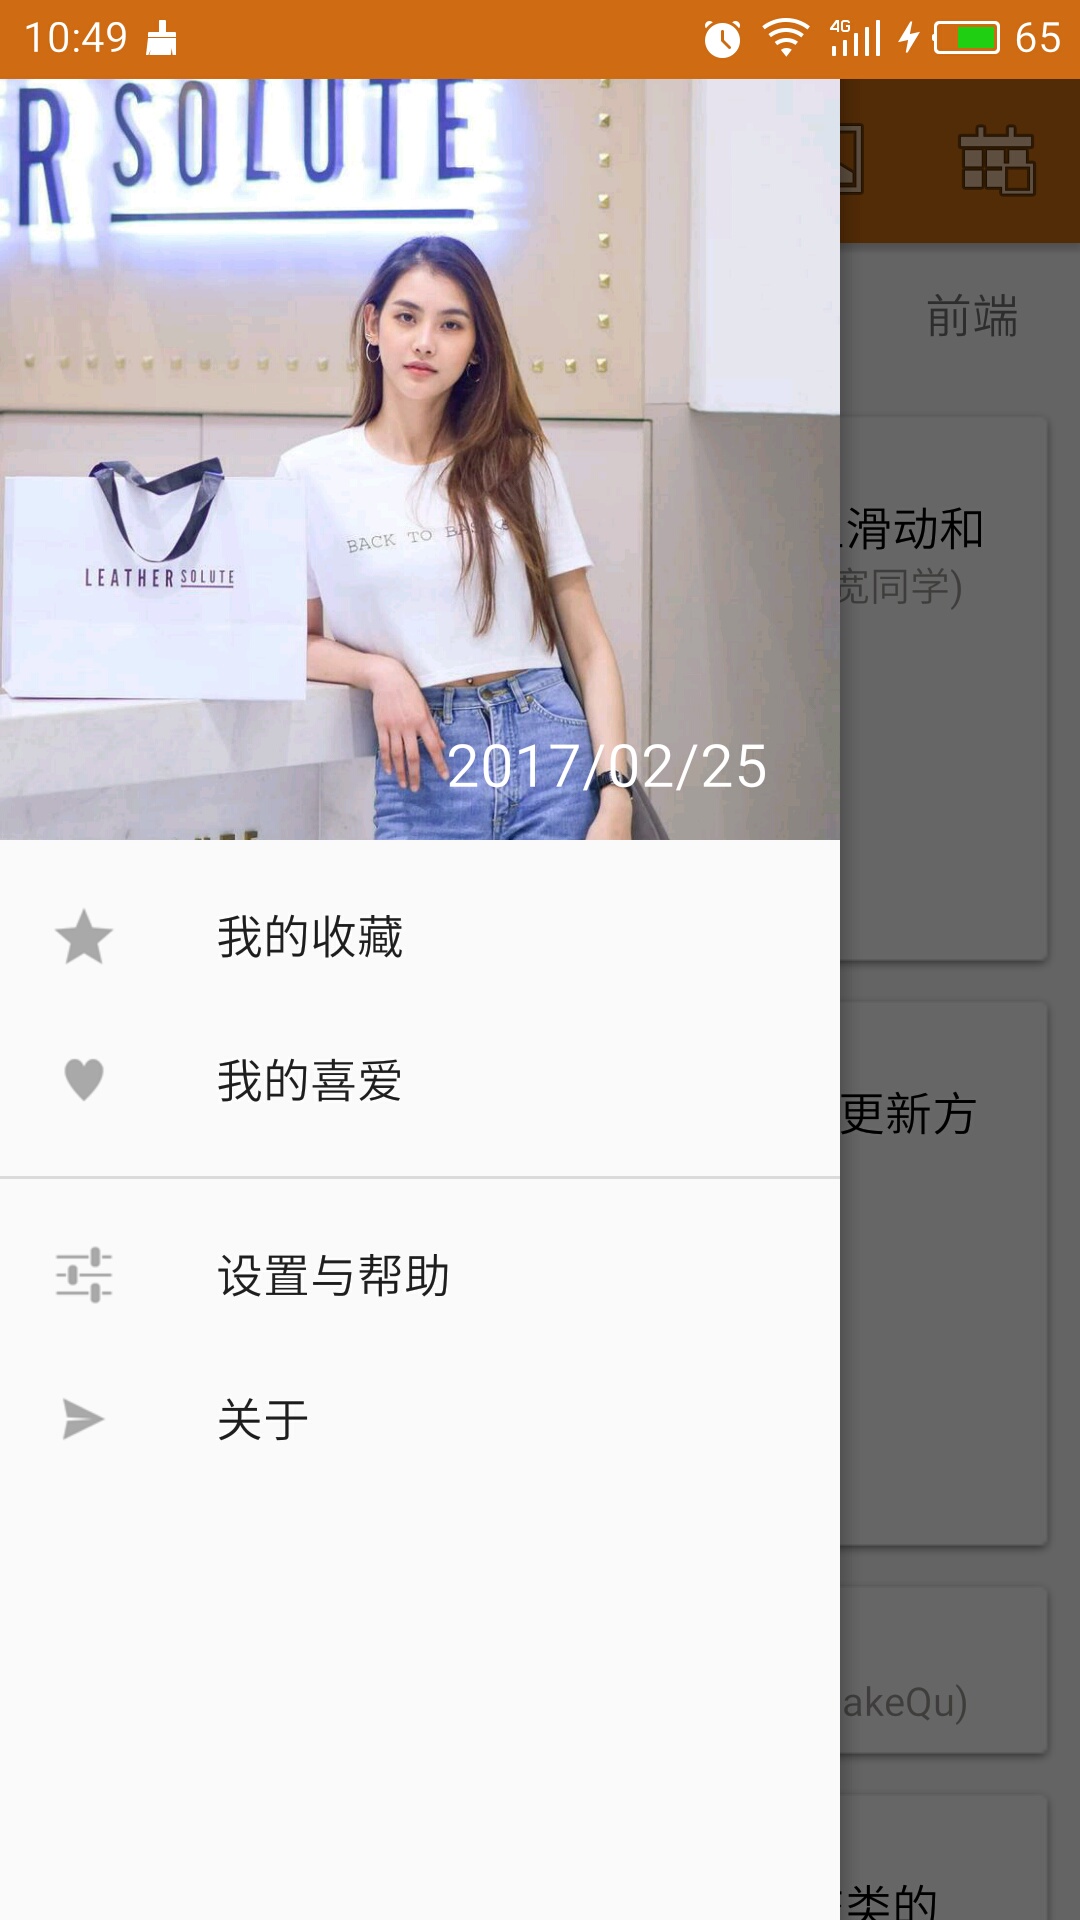 10:49
4G
65
R SOLUTE
前端
滑动和
LEATHER SOLUTE
BACK TO BASICS
宽同学)
2017/02/25
我的收藏
我的喜爱
更新方
设置与帮助
关于
akeQu)
类的